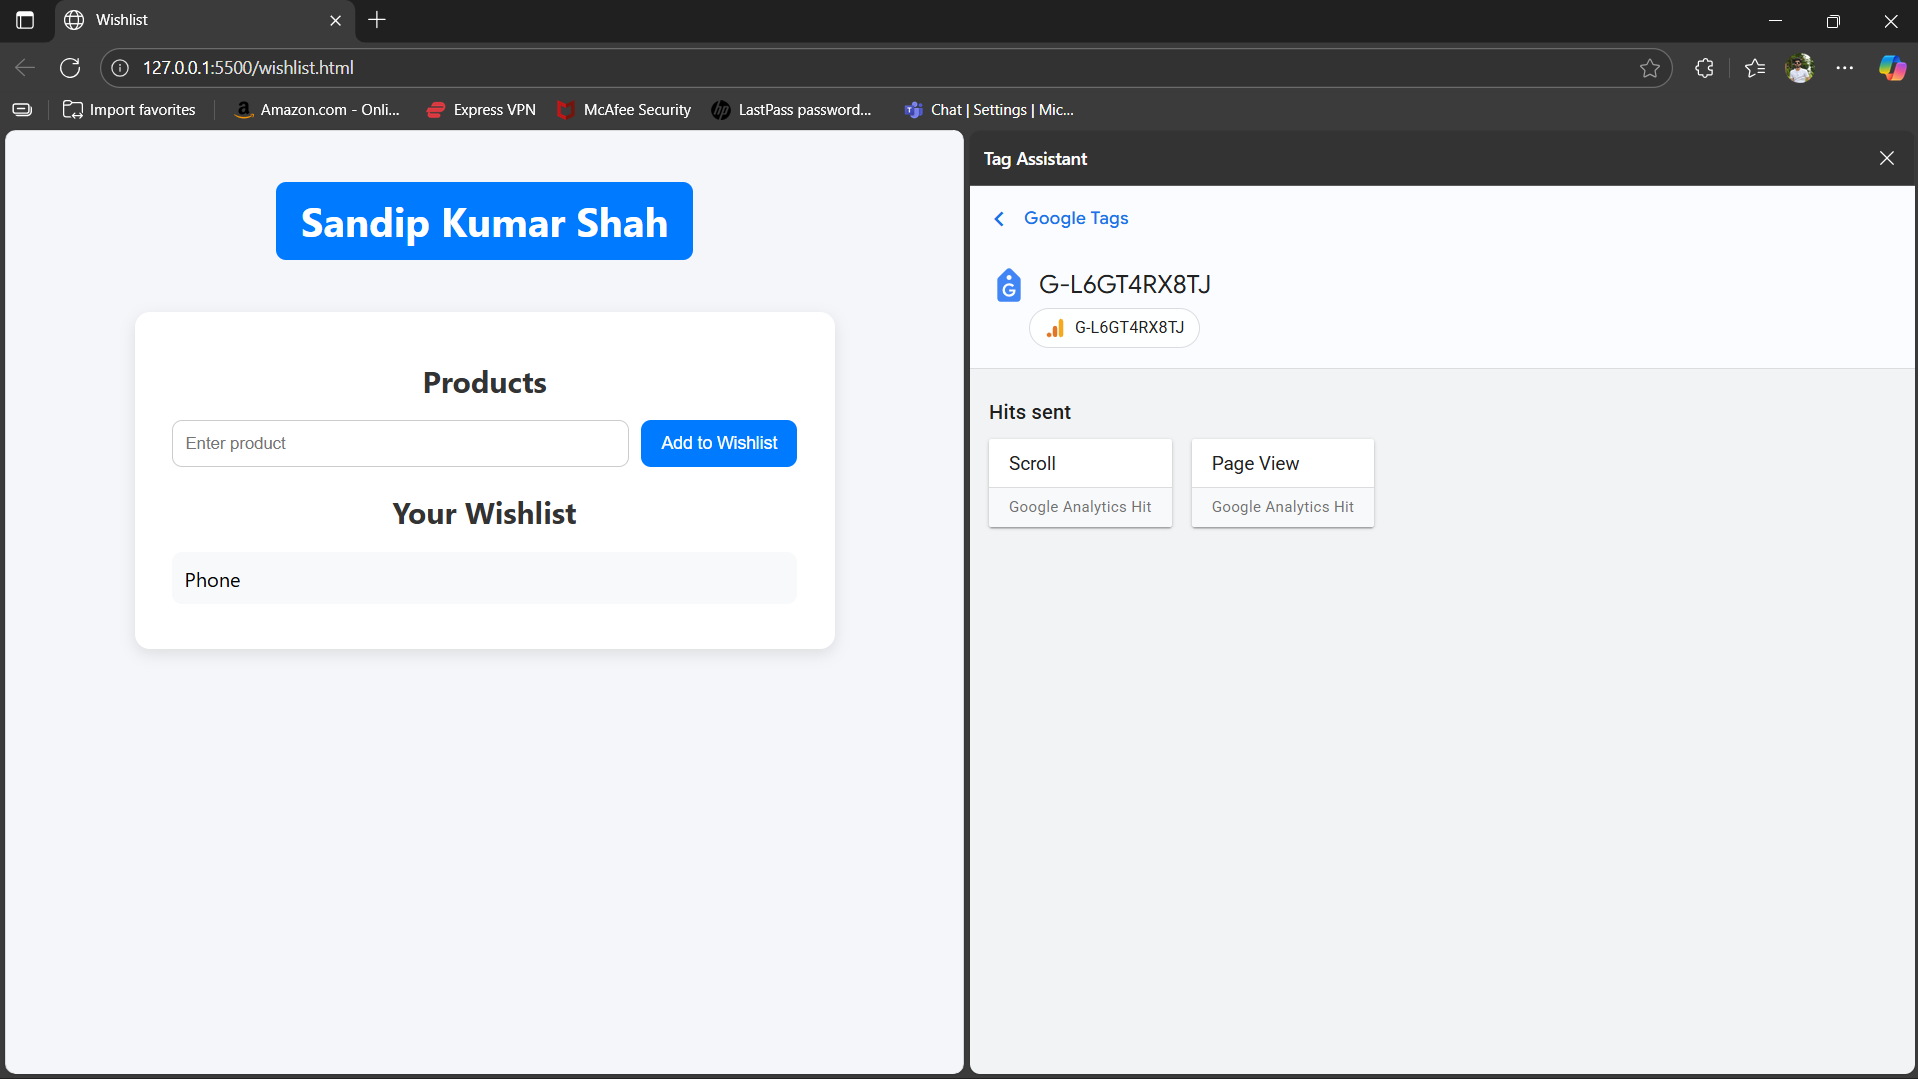 Wishlist
127.0.0.1:5500/wishlist.html
Import favorites
Amazon.com - Onli...
Express VPN
McAfee Security
LastPass password...
Chat | Settings | Mic...
Sandip Kumar Shah
Products
Enter product
Add to Wishlist
Your Wishlist
Phone
Tag Assistant
Google Tags
G-L6GT4RX8TJ
G-L6GT4RX8TJ
Hits sent
Scroll
Google Analytics Hit
Page View
Google Analytics Hit